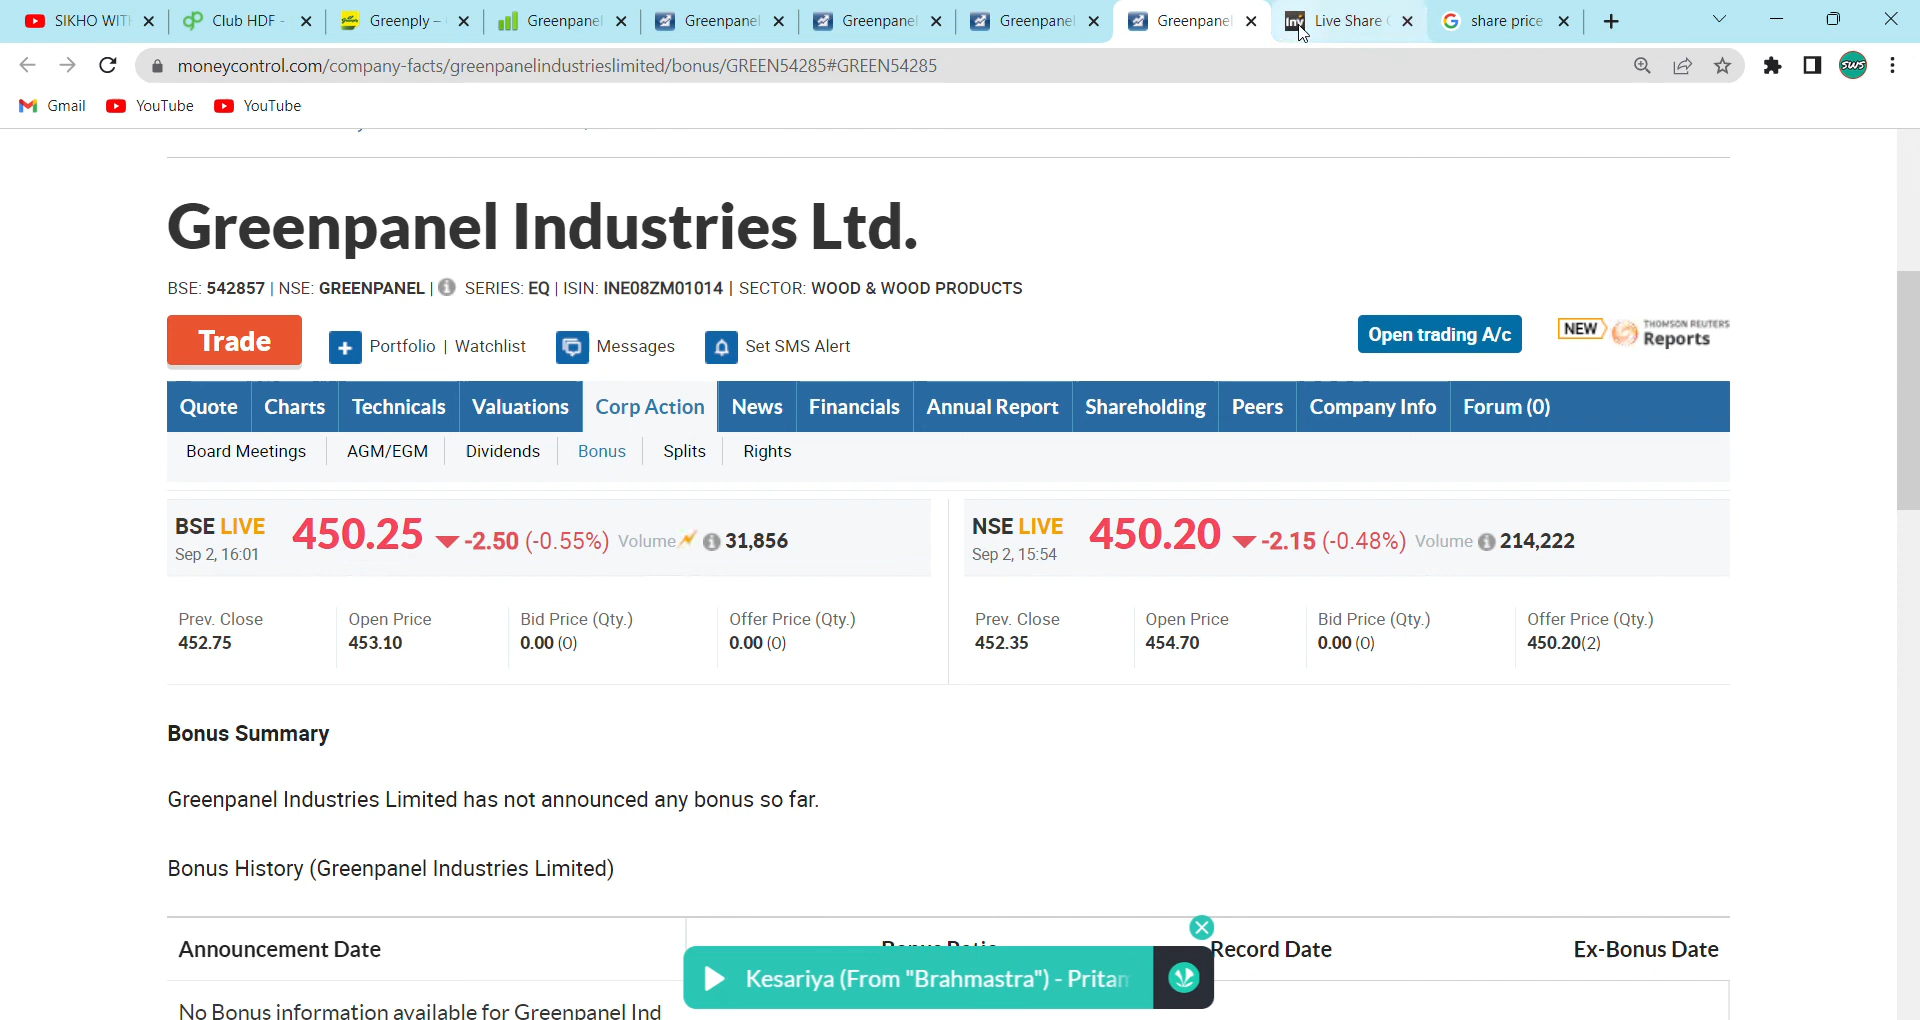 SIKHO WITH
Club HDF -
Greenply –
Greenpanel
Greenpanel
Greenpanel
Greenpanel
Greenpanel
Inv
Live Share C
share price
moneycontrol.com/company-facts/greenpanelindustrieslimited/bonus/GREEN54285#GREEN54285
SWS
Gmail
YouTube
YouTube
Greenpanel Industries Ltd.
BSE: 542857 | NSE: GREENPANEL | SERIES: EQ | ISIN: INE08ZM01014 | SECTOR: WOOD & WOOD PRODUCTS
Trade
Portfolio | Watchlist
Messages
Set SMS Alert
Open trading A/c
NEW
THOMSON REUTERS
Reports
Quote Charts Technicals Valuations Corp Action News Financials Annual Report Shareholding Peers Company Info Forum (0)
Board Meetings AGM/EGM Dividends Bonus Splits Rights
BSE LIVE
Sep 2, 16:01
450.25 -2.50 (-0.55%) Volume 31,856
NSE LIVE
Sep 2, 15:54
450.20 -2.15 (-0.48%) Volume 214,222
Prev. Close
452.75
Open Price
453.10
Bid Price (Qty.)
0.00 (0)
Offer Price (Qty.)
0.00 (0)
Prev. Close
452.35
Open Price
454.70
Bid Price (Qty.)
0.00 (0)
Offer Price (Qty.)
450.20(2)
Bonus Summary
Greenpanel Industries Limited has not announced any bonus so far.
Bonus History (Greenpanel Industries Limited)
Announcement Date Bonus Ratio Record Date Ex-Bonus Date
Kesariya (From "Brahmastra") - Pritam
No Bonus information available for Greenpanel Ind